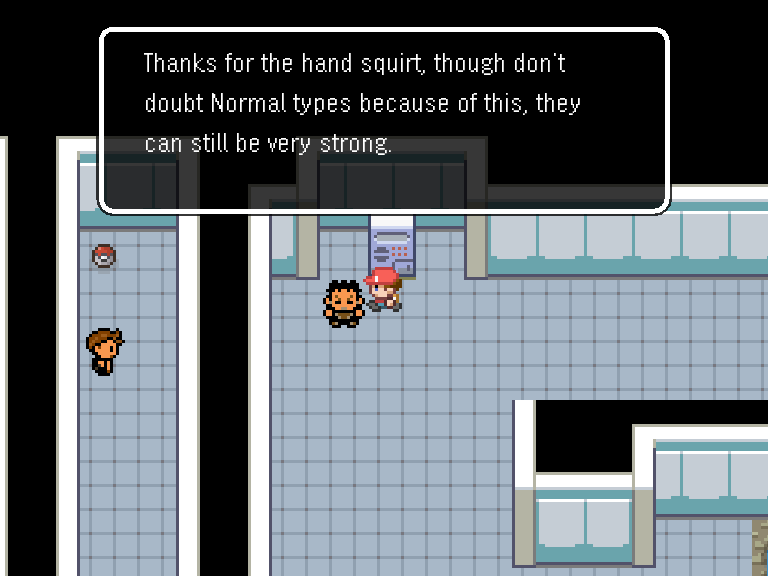 Thanks for the hand squirt, though don't
doubt Normal types because of this, they
can still be very strong.